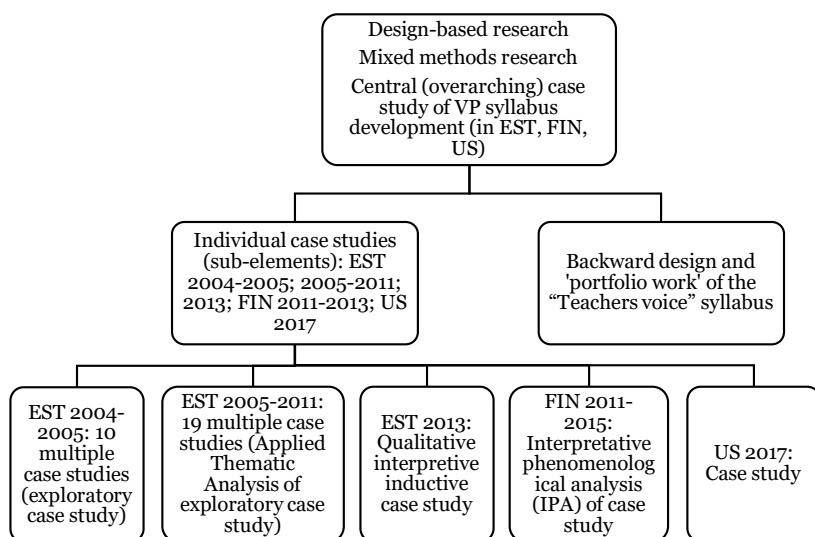 Design-based research
Mixed methods research
Central (overarching) case
study of VP syllabus
development (in EST, FIN,
US)
Individual case studies
(sub-elements): EST
2004-2005; 2005-2011;
2013; FIN 2011-2013; US
2017
Backward design and
'portfolio work' of the
“Teachers voice” syllabus
EST 2004-
2005: 10
multiple
case studies
(exploratory
case study)
EST 2005-2011:
19 multiple case
studies (Applied
Thematic
Analysis of
exploratory case
study)
EST 2013:
Qualitative
interpretive
inductive
case study
FIN 2011-
2015:
Interpretative
phenomenolog
ical analysis
(IPA) of case
study
US 2017:
Case study